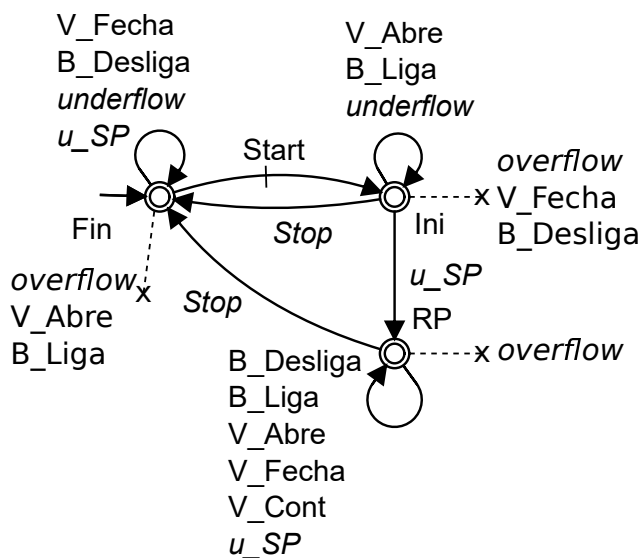 V_Fecha
B_Desliga
underflow
u_SP
V_Abre
B_Liga
underflow
Start
Stop
Fin
Ini
overflow
V_Fecha
B_Desliga
overflow
V_Abre
B_Liga
Stop
u_SP
RP
overflow
B_Desliga
B_Liga
V_Abre
V_Fecha
V_Cont
u_SP